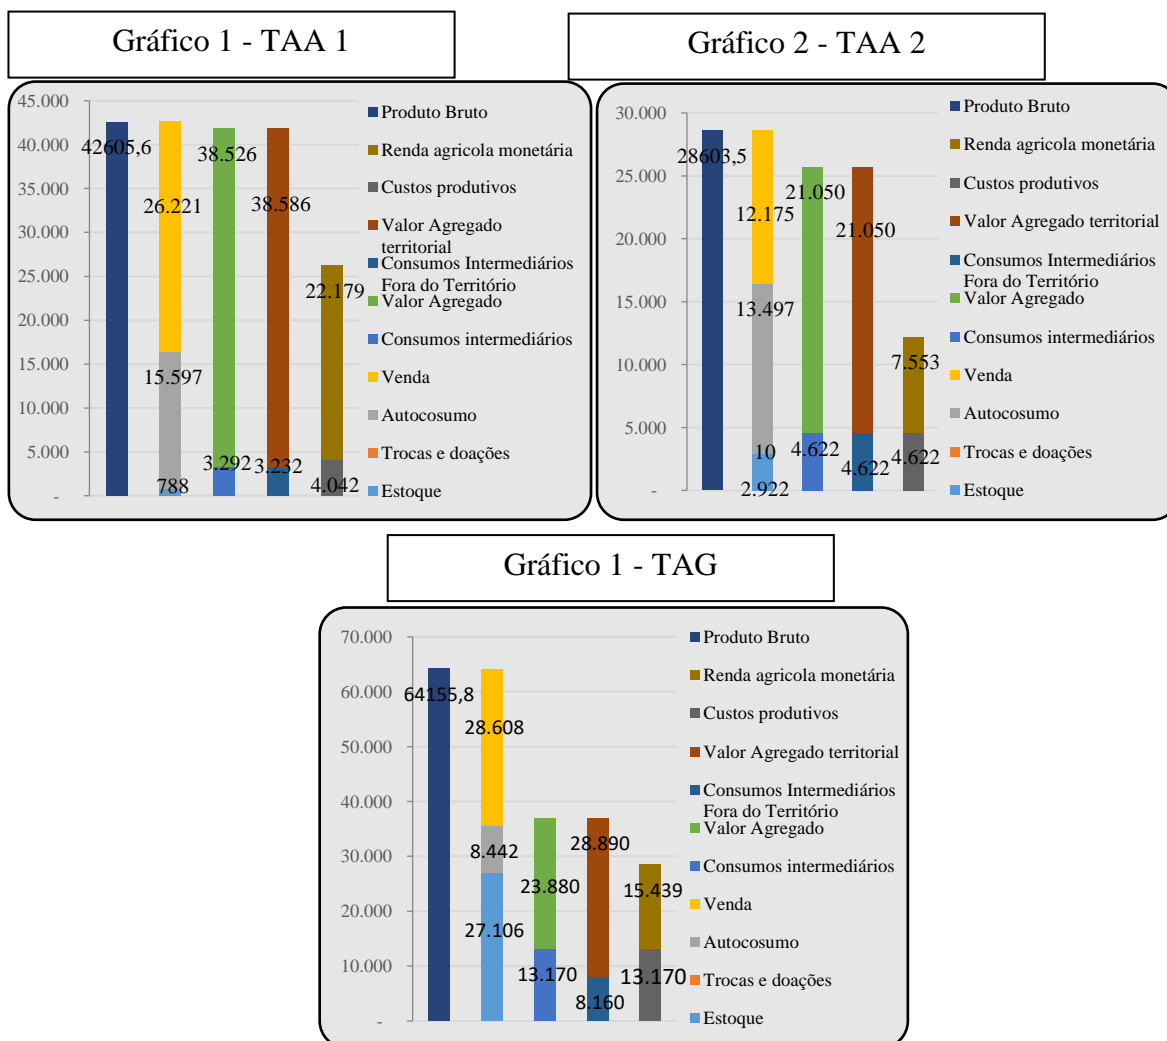 Gráfico 1 - TAA 1
45.000
40.000
35.000
30.000
25.000
20.000
15.000
10.000
5.000
-
42605,6
26.221
15.597
788
38.526
3.292
38.586
3.232
22.179
4.042
Produto Bruto
Renda agricola monetária
Custos produtivos
Valor Agregado
territorial
Consumos Intermediários
Fora do Território
Valor Agregado
Consumos intermediários
Venda
Autocosumo
Trocas e doações
Estoque
Gráfico 2 - TAA 2
30.000
25.000
20.000
15.000
10.000
5.000
-
28603,5
12.175
13.497
10
2.922
21.050
4.622
21.050
4.622
7.553
4.622
Produto Bruto
Renda agricola monetária
Custos produtivos
Valor Agregado territorial
Consumos Intermediários
Fora do Território
Valor Agregado
Consumos intermediários
Venda
Autocosumo
Trocas e doações
Estoque
Gráfico 1 - TAG
70.000
60.000
50.000
40.000
30.000
20.000
10.000
-
64155,8
28.608
8.442
27.106
23.880
13.170
28.890
8.160
15.439
13.170
Produto Bruto
Renda agricola monetária
Custos produtivos
Valor Agregado territorial
Consumos Intermediários
Fora do Território
Valor Agregado
Consumos intermediários
Venda
Autocosumo
Trocas e doações
Estoque